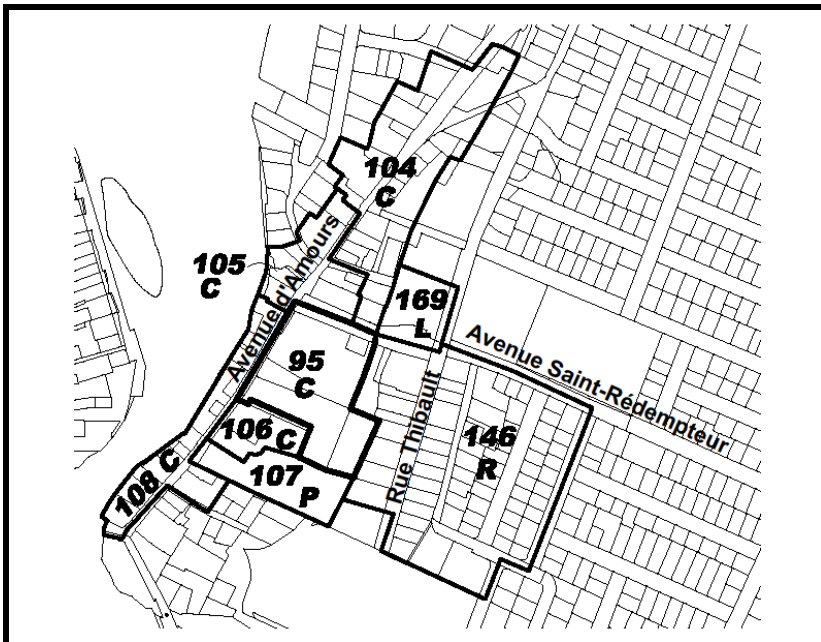 104
C
105
C
Avenue d'Amours
169
L
Avenue Saint-Rédempteur
95
C
Rue Thibault
106 C
146
R
107
P
108 C